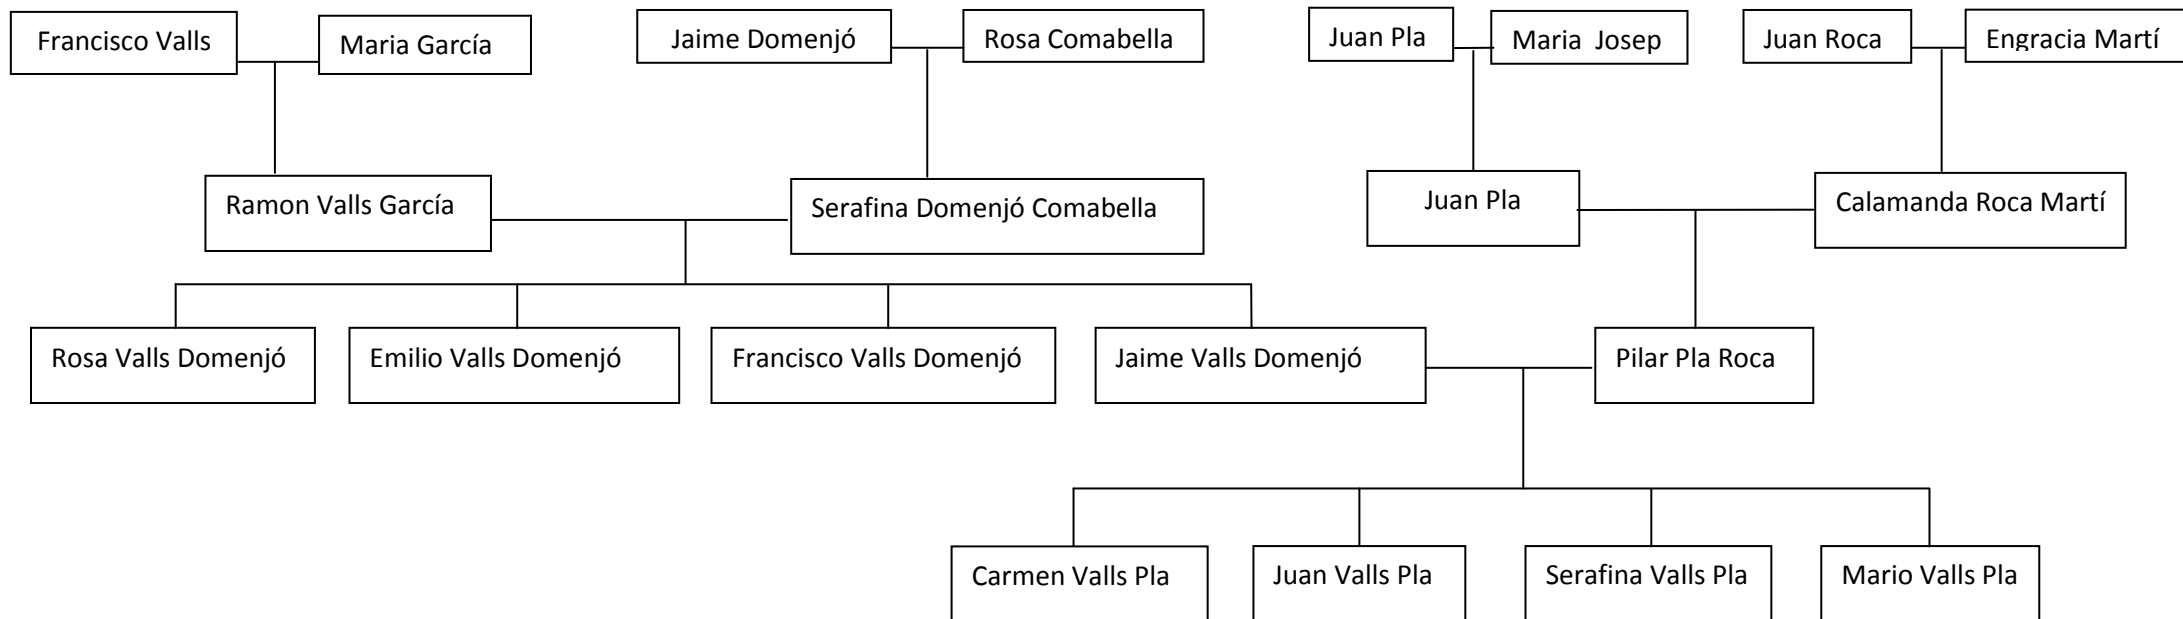 Francisco Valls
Maria García
Jaime Domenjó
Rosa Comabella
Juan Pla
Maria Josep
Juan Roca
Engracia Martí
Ramon Valls García
Serafina Domenjó Comabella
Juan Pla
Calamanda Roca Martí
Rosa Valls Domenjó
Emilio Valls Domenjó
Francisco Valls Domenjó
Jaime Valls Domenjó
Pilar Pla Roca
Carmen Valls Pla
Juan Valls Pla
Serafina Valls Pla
Mario Valls Pla